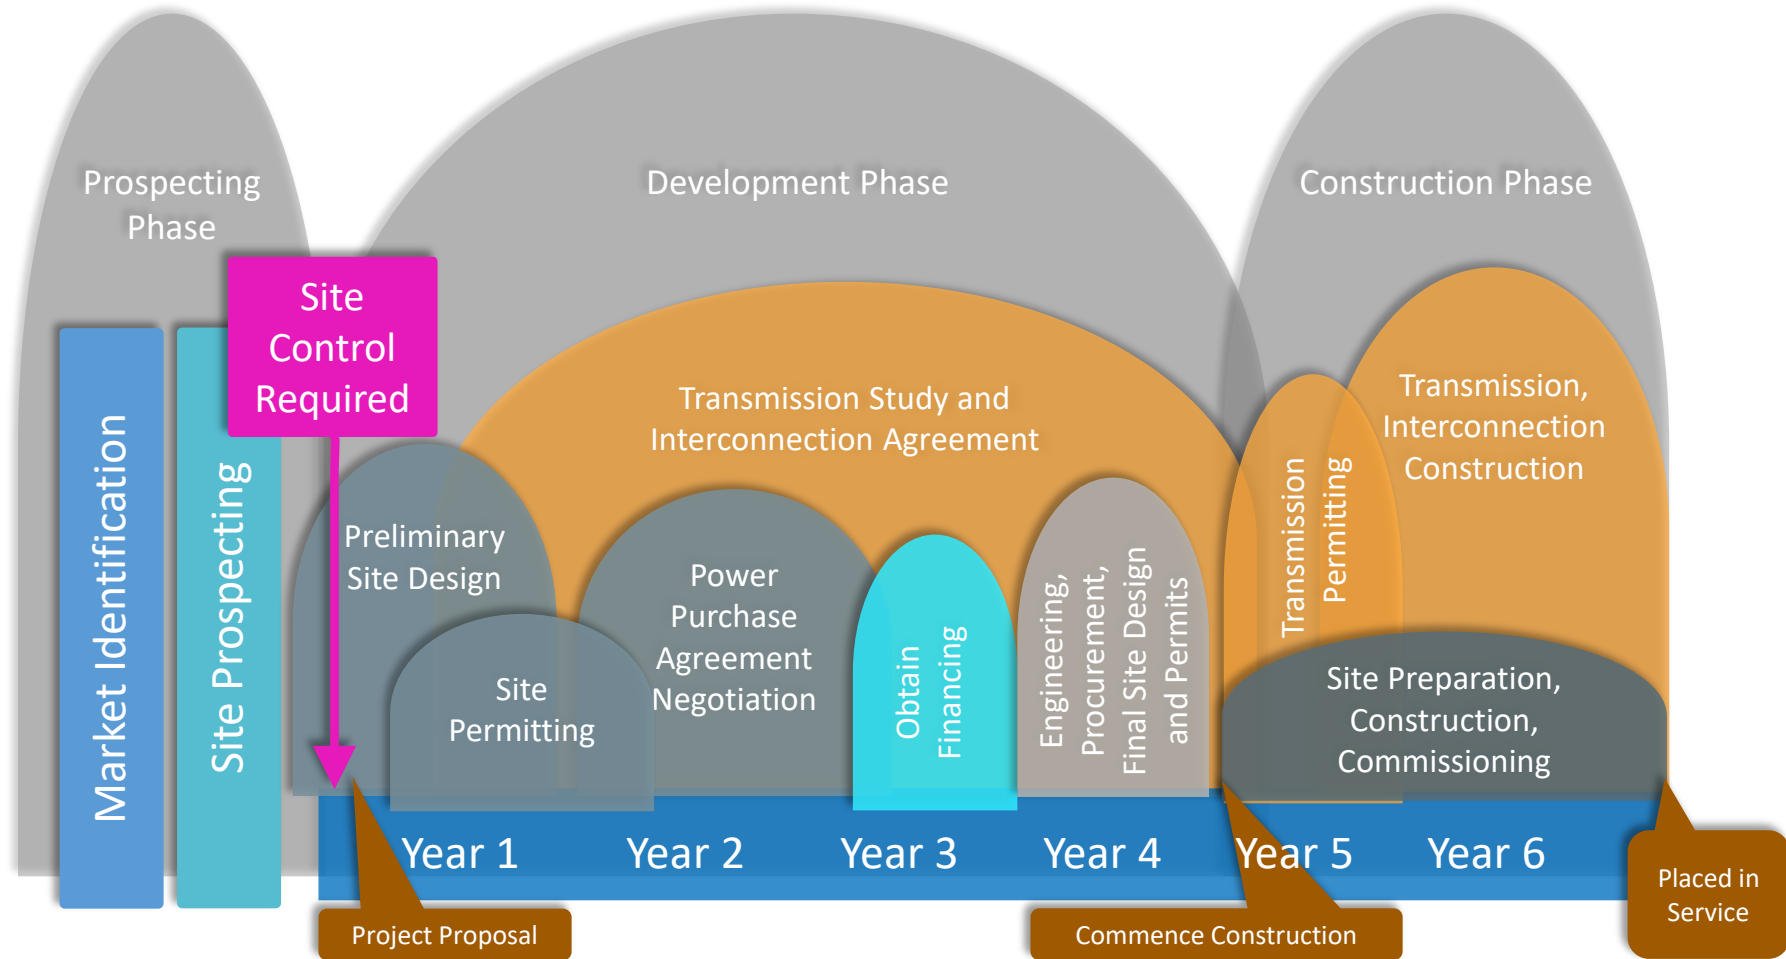 Prospecting
Phase
Development Phase
Construction Phase
Site
Control
Required
Market Identification
Site Prospecting
Preliminary
Site Design
Site
Permitting
Transmission Study and
Interconnection Agreement
Power
Purchase
Agreement
Negotiation
Obtain
Financing
Engineering,
Procurement,
Final Site Design
and Permits
Transmission
Permitting
Transmission,
Interconnection
Construction
Site Preparation,
Construction,
Commissioning
Year 1
Year 2
Year 3
Year 4
Year 5
Year 6
Project Proposal
Commence Construction
Placed in
Service